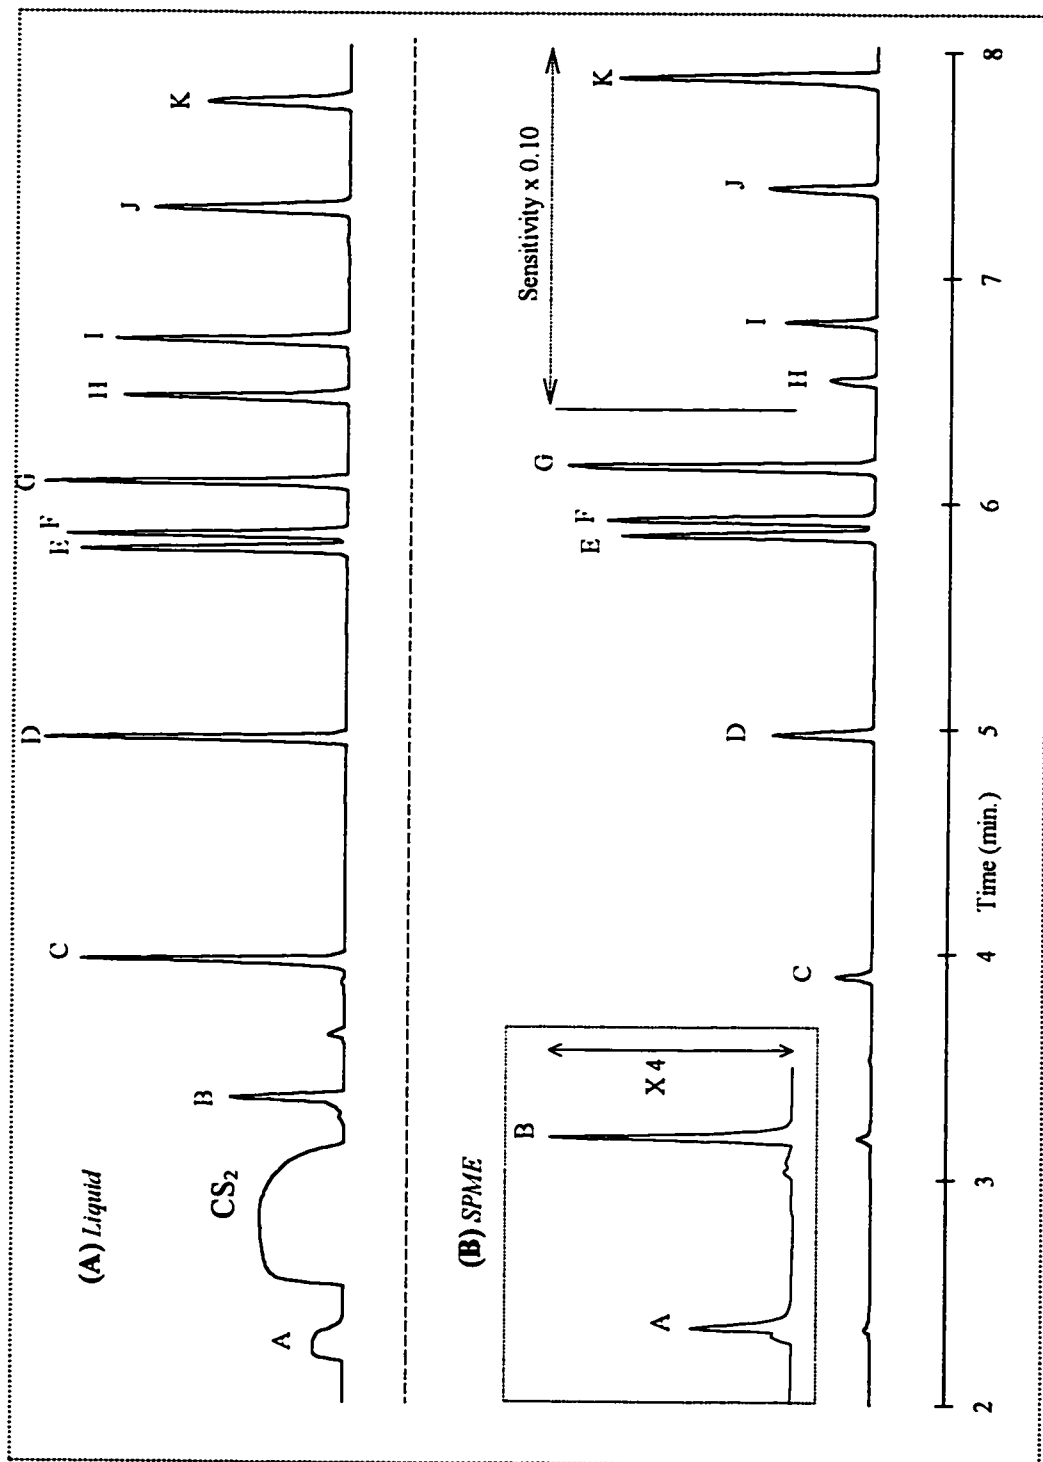 (A) Liquid
A
CS₂
B
C
D
E
F
G
H
I
J
K
(B) SPME
A
B
X 4
C
D
E
F
G
Sensitivity x 0.10
H
I
J
K
2
3
4
5
6
7
8
Time (min.)